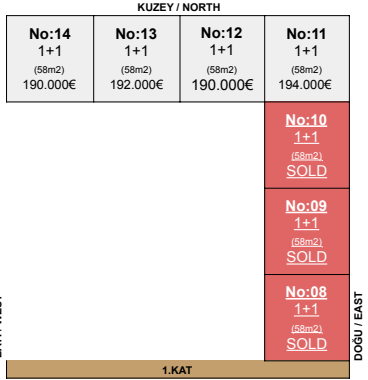 KUZEY / NORTH
No:14
1+1
(58m2)
190.000€
No:13
1+1
(58m2)
192.000€
No:12
1+1
(58m2)
190.000€
No:11
1+1
(58m2)
194.000€
No:10
1+1
(58m2)
SOLD
No:09
1+1
(58m2)
SOLD
No:08
1+1
(58m2)
SOLD
DOĞU / EAST
1.KAT